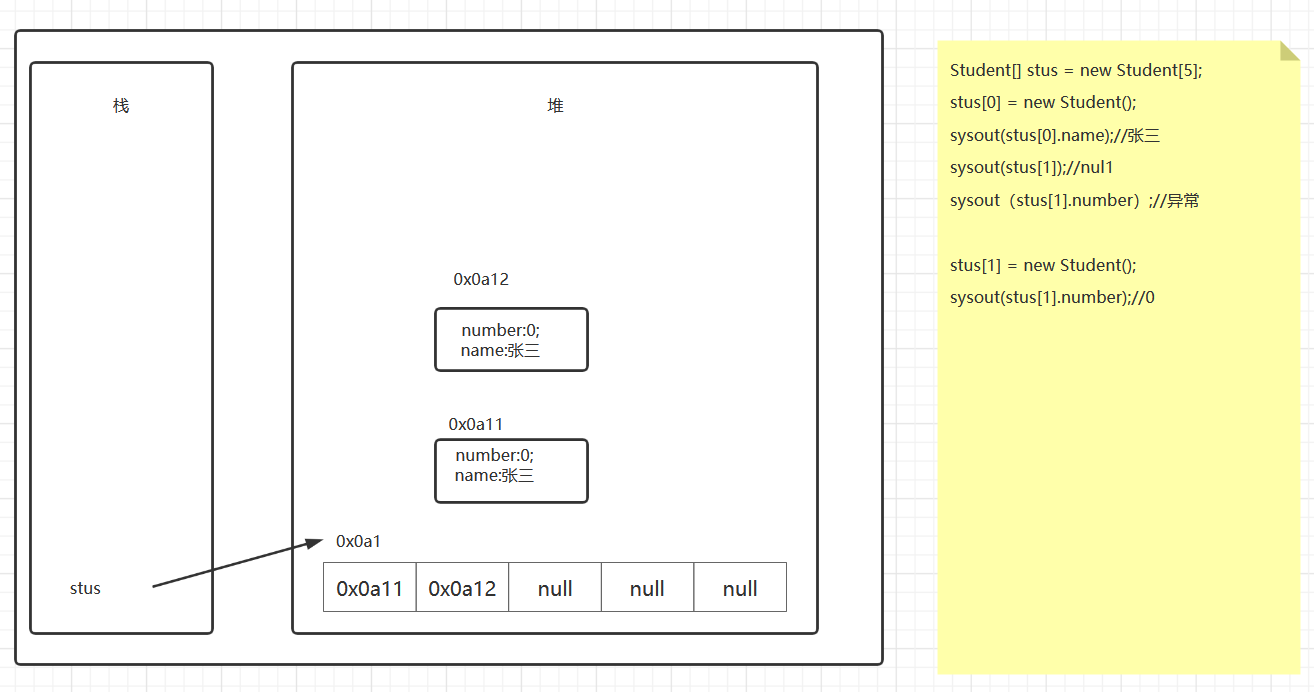 栈
堆
0x0a12
number:0;
name:张三
0x0a11
number:0;
name:张三
0x0a1
stus
0x0a11 0x0a12 null null null
Student[] stus = new Student[5];
stus[0] = new Student();
sysout(stus[0].name);//张三
sysout(stus[1]);//nul1
sysout（stus[1].number）;//异常
stus[1] = new Student();
sysout(stus[1].number);//0